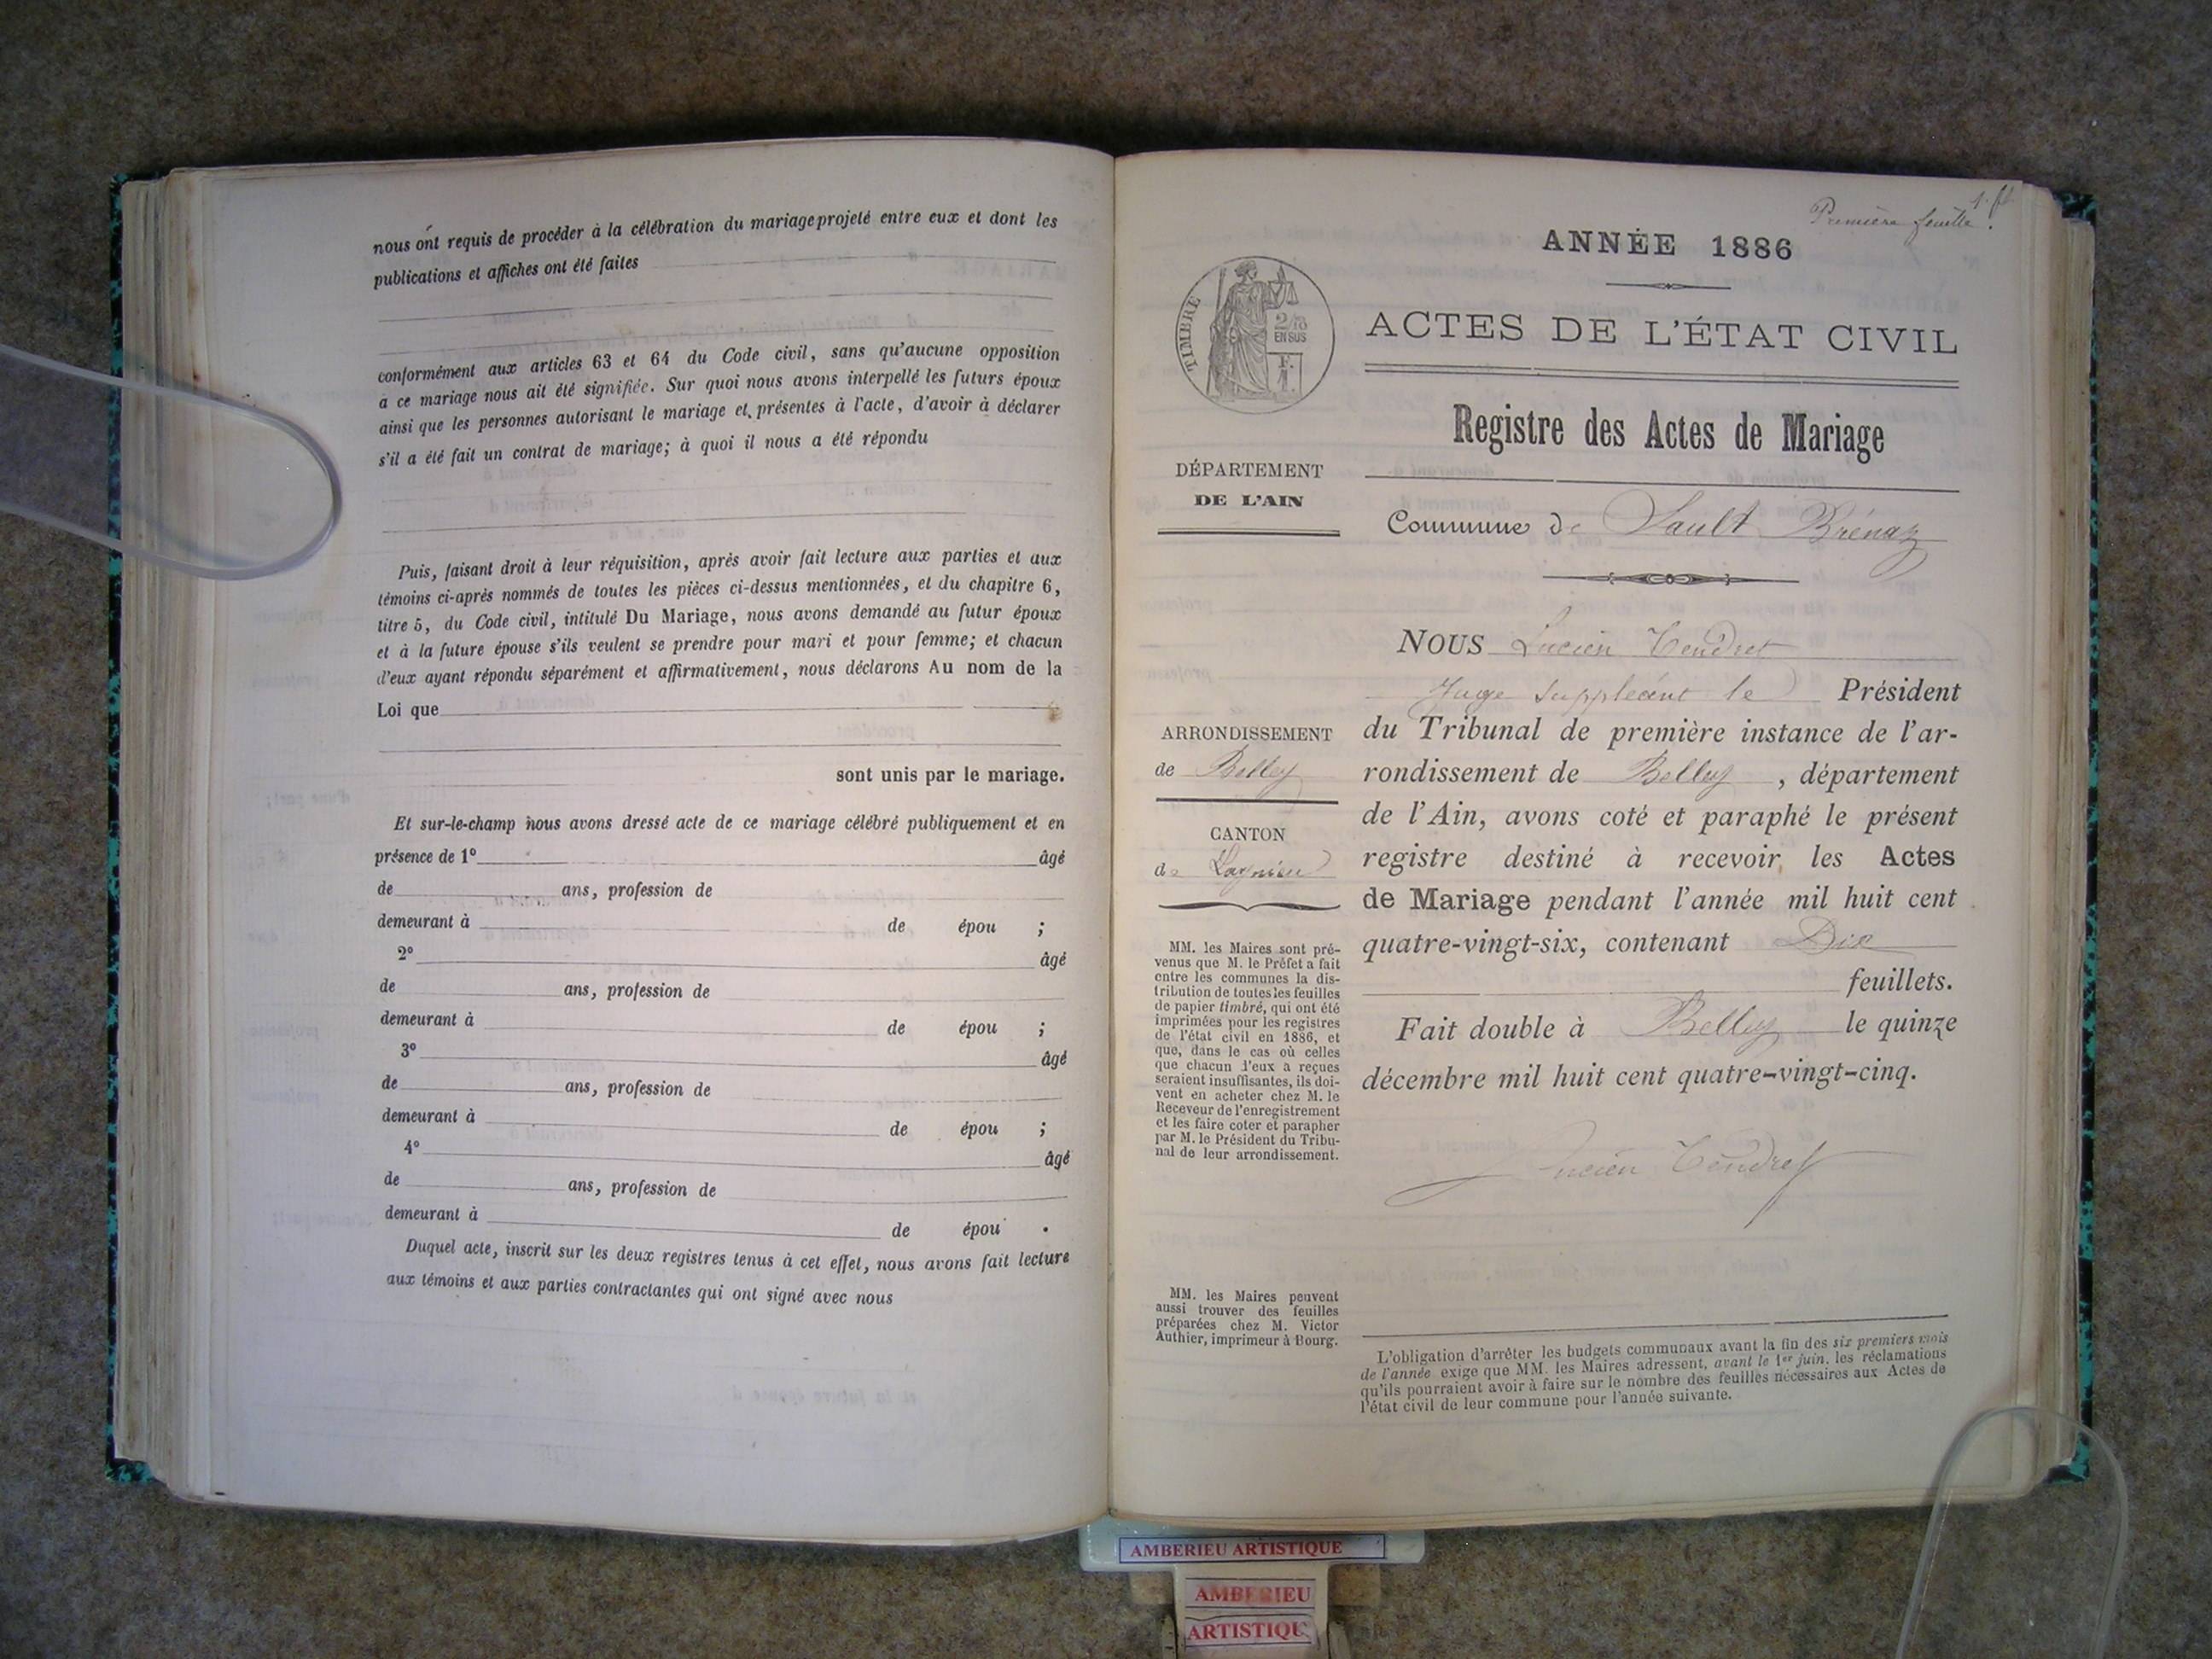 nous ont requis de procéder à la célébration du mariage projeté entre eux et dont les
publications et affiches ont été faites
conformément aux articles 63 et 64 du Code civil, sans qu'aucune opposition
à ce mariage nous ait été signifiée. Sur quoi nous avons interpellé les futurs époux
ainsi que les personnes autorisant le mariage et présentes à l'acte, d'avoir à déclarer
s'il a été fait un contrat de mariage; à quoi il nous a été répondu
Puis, faisant droit à leur réquisition, après avoir fait lecture aux parties et aux
témoins ci-après nommés de toutes les pièces ci-dessus mentionnées, et du chapitre 6,
titre 5, du Code civil, intitulé Du Mariage, nous avons demandé au futur époux
et à la future épouse s'ils veulent se prendre pour mari et pour femme; et chacun
d'eux ayant répondu séparément et affirmativement, nous déclarons Au nom de la
Loi que
sont unis par le mariage.
Et sur-le-champ nous avons dressé acte de ce mariage célébré publiquement et en
présence de 1° âgé
de ans, profession de
demeurant à de épou ;
2° âgé
de ans, profession de
demeurant à de épou ;
3° âgé
de ans, profession de
demeurant à de épou ;
4° âgé
de ans, profession de
demeurant à de épou .
Duquel acte, inscrit sur les deux registres tenus à cet effet, nous avons fait lecture
aux témoins et aux parties contractantes qui ont signé avec nous
1. ft
Première feuille.
ANNÉE 1886
ACTES DE L'ÉTAT CIVIL
TIMBRE
2/10
EN SUS
F.
1.
Registre des Actes de Mariage
DÉPARTEMENT
DE L'AIN
Commune de Sault Brénaz
NOUS Lucien Tendret
Juge suppléant le Président
du Tribunal de première instance de l'ar-
rondissement de Belley, département
de l'Ain, avons coté et paraphé le présent
registre destiné à recevoir les Actes
de Mariage pendant l'année mil huit cent
quatre-vingt-six, contenant Dix
feuillets.
Fait double à Belley le quinze
décembre mil huit cent quatre-vingt-cinq.
Lucien Tendret
ARRONDISSEMENT
de Belley
CANTON
de Lagnieu
MM. les Maires sont pré-
venus que M. le Préfet a fait
entre les communes la dis-
tribution de toutes les feuilles
de papier timbré, qui ont été
imprimées pour les registres
de l'état civil en 1886, et
que, dans le cas où celles
que chacun d'eux a reçues
seraient insuffisantes, ils doi-
vent en acheter chez M. le
Receveur de l'enregistrement
et les faire coter et parapher
par M. le Président du Tribu-
nal de leur arrondissement.
MM. les Maires peuvent
aussi trouver des feuilles
préparées chez M. Victor
Authier, imprimeur à Bourg.
L'obligation d'arrêter les budgets communaux avant la fin des six premiers mois
de l'année exige que MM. les Maires adressent, avant le 1er juin, les réclamations
qu'ils pourraient avoir à faire sur le nombre des feuilles nécessaires aux Actes de
l'état civil de leur commune pour l'année suivante.
AMBERIEU ARTISTIQUE
AMBERIEU
ARTISTIQUE